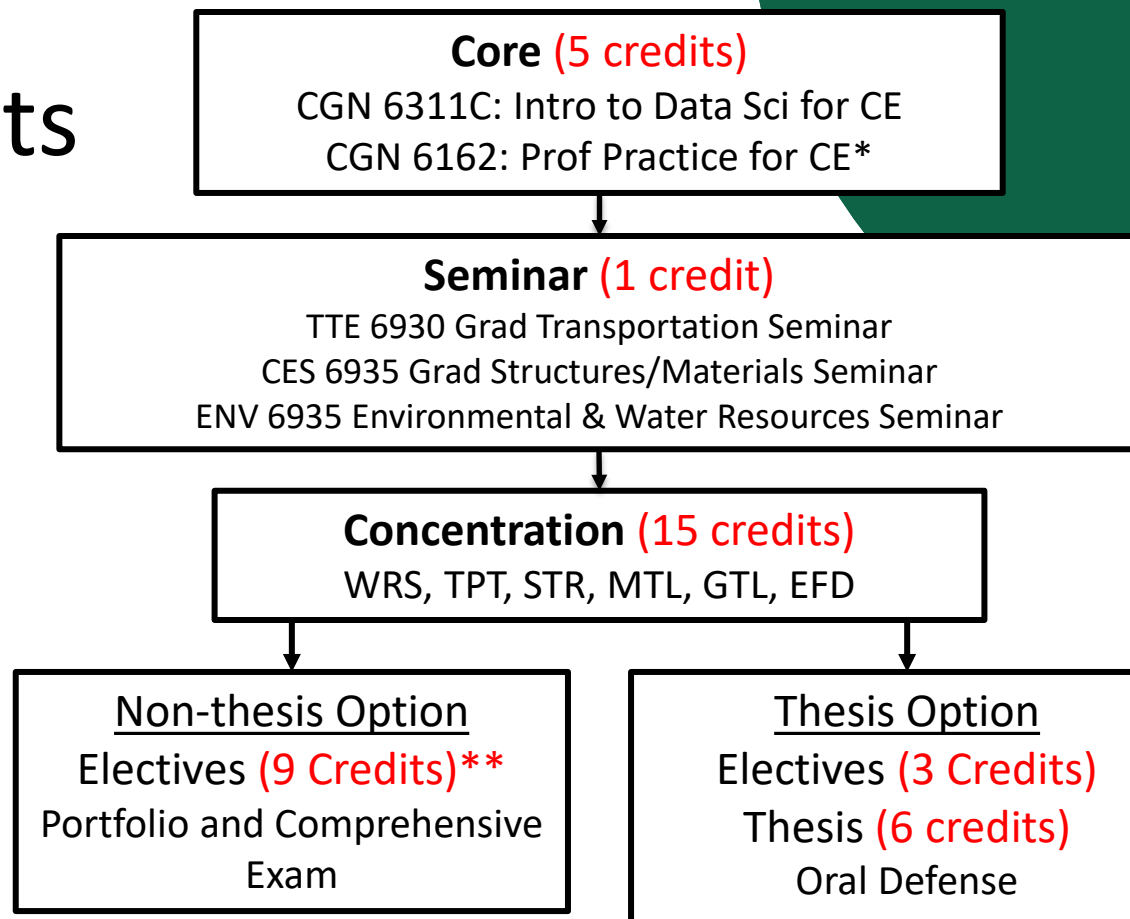 ts
Core (5 credits)
CGN 6311C: Intro to Data Sci for CE
CGN 6162: Prof Practice for CE*
Seminar (1 credit)
TTE 6930 Grad Transportation Seminar
CES 6935 Grad Structures/Materials Seminar
ENV 6935 Environmental & Water Resources Seminar
Concentration (15 credits)
WRS, TPT, STR, MTL, GTL, EFD
Non-thesis Option
Electives (9 Credits)**
Portfolio and Comprehensive
Exam
Thesis Option
Electives (3 Credits)
Thesis (6 credits)
Oral Defense